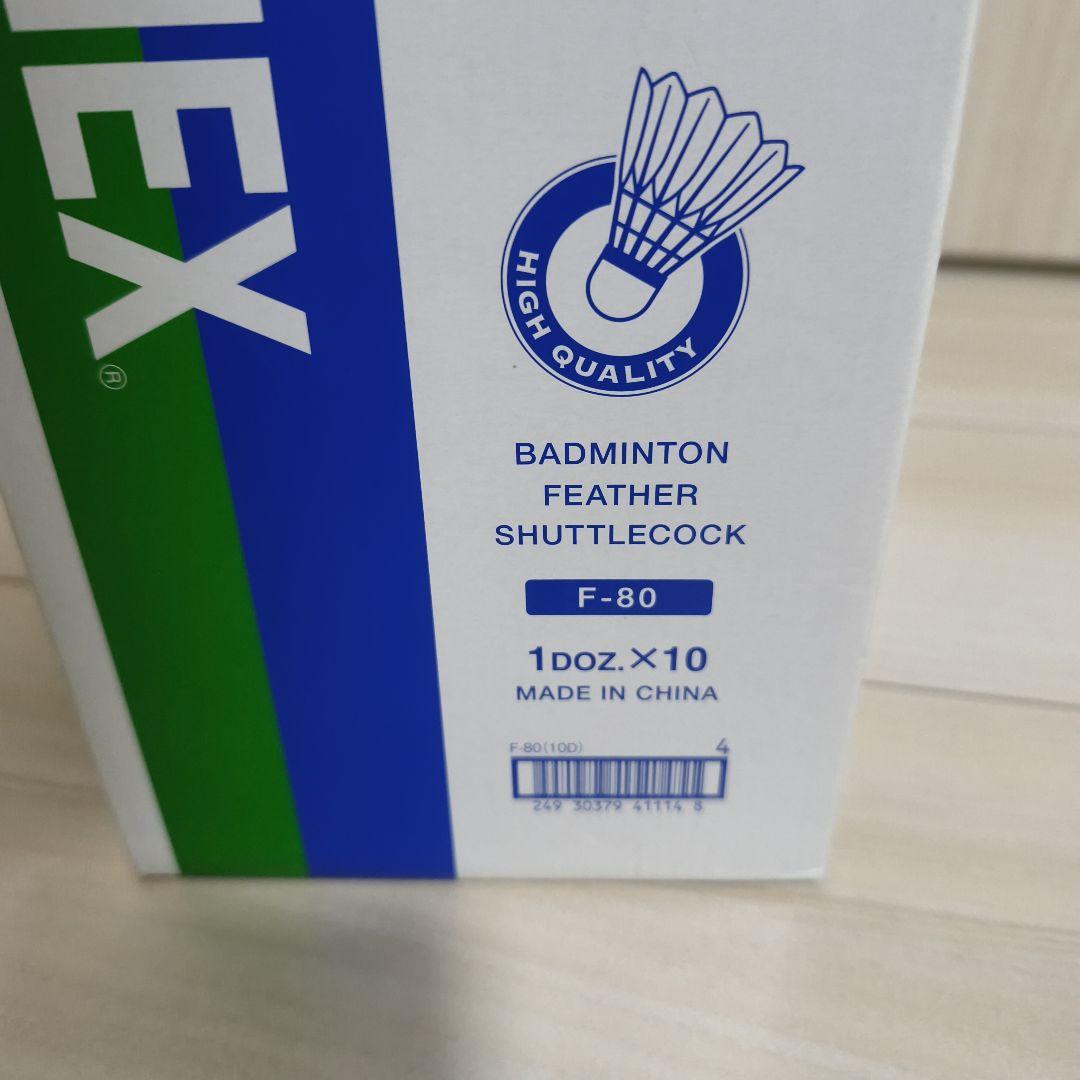 EX
®
HIGH QUALITY
BADMINTON
FEATHER
SHUTTLECOCK
F-80
1DOZ.×10
MADE IN CHINA
F-80(10D)
4
249 30379 41114 8